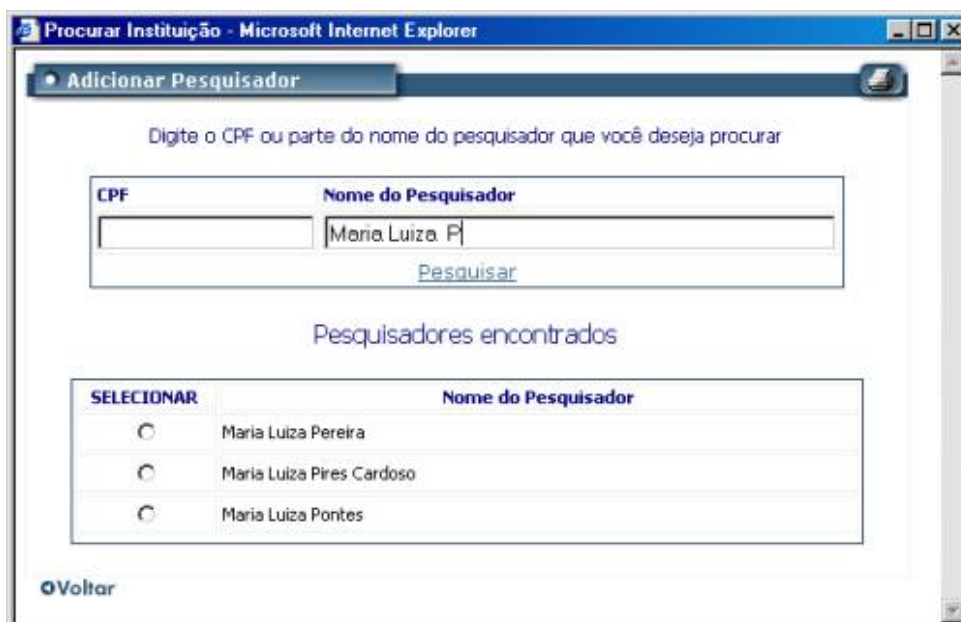 Procurar Instituição - Microsoft Internet Explorer
Adicionar Pesquisador
Digite o CPF ou parte do nome do pesquisador que você deseja procurar
CPF Nome do Pesquisador
Maria Luiza P
Pesquisar
Pesquisadores encontrados
SELECIONAR Nome do Pesquisador
Maria Luiza Pereira
Maria Luiza Pires Cardoso
Maria Luiza Pontes
Voltar